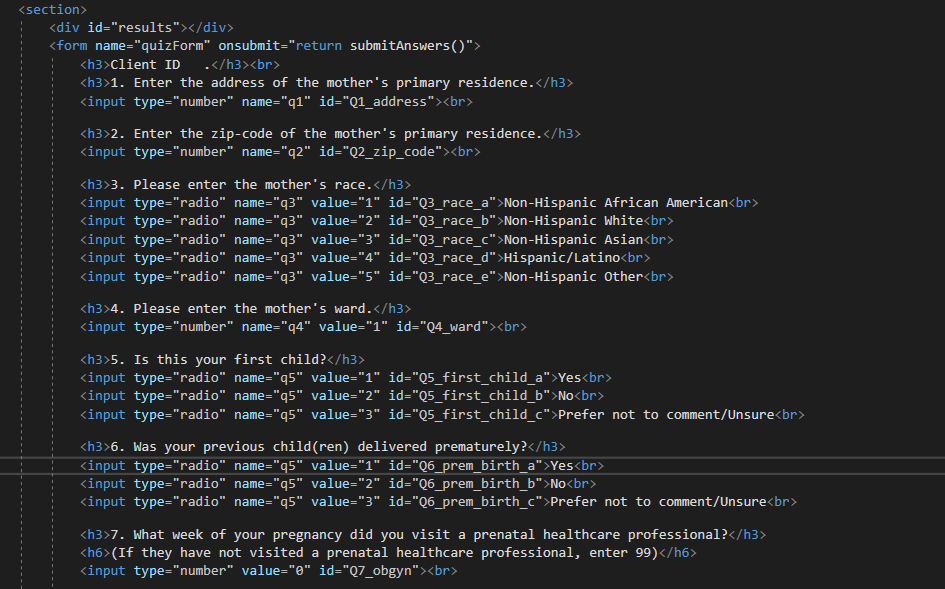 <section>
<div id="results"></div>
<form name="quizForm" onsubmit="return submitAnswers()">
<h3>Client ID   .</h3><br>
<h3>1. Enter the address of the mother's primary residence.</h3>
<input type="number" name="q1" id="Q1_address"><br>
<h3>2. Enter the zip-code of the mother's primary residence.</h3>
<input type="number" name="q2" id="Q2_zip_code"><br>
<h3>3. Please enter the mother's race.</h3>
<input type="radio" name="q3" value="1" id="Q3_race_a">Non-Hispanic African American<br>
<input type="radio" name="q3" value="2" id="Q3_race_b">Non-Hispanic White<br>
<input type="radio" name="q3" value="3" id="Q3_race_c">Non-Hispanic Asian<br>
<input type="radio" name="q3" value="4" id="Q3_race_d">Hispanic/Latino<br>
<input type="radio" name="q3" value="5" id="Q3_race_e">Non-Hispanic Other<br>
<h3>4. Please enter the mother's ward.</h3>
<input type="number" name="q4" value="1" id="Q4_ward"><br>
<h3>5. Is this your first child?</h3>
<input type="radio" name="q5" value="1" id="Q5_first_child_a">Yes<br>
<input type="radio" name="q5" value="2" id="Q5_first_child_b">No<br>
<input type="radio" name="q5" value="3" id="Q5_first_child_c">Prefer not to comment/Unsure<br>
<h3>6. Was your previous child(ren) delivered prematurely?</h3>
<input type="radio" name="q5" value="1" id="Q6_prem_birth_a">Yes<br>
<input type="radio" name="q5" value="2" id="Q6_prem_birth_b">No<br>
<input type="radio" name="q5" value="3" id="Q6_prem_birth_c">Prefer not to comment/Unsure<br>
<h3>7. What week of your pregnancy did you visit a prenatal healthcare professional?</h3>
<h6>(If they have not visited a prenatal healthcare professional, enter 99)</h6>
<input type="number" value="0" id="Q7_obgyn"><br>